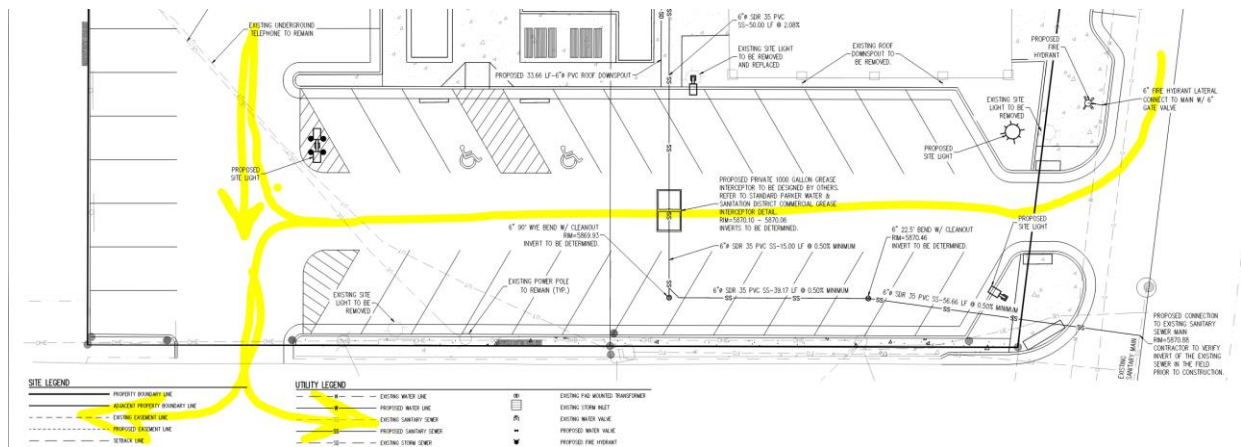 6"ø SDR 35 PVC
SS-50.00 LF @ 2.08%
EXISTING UNDERGROUND
TELEPHONE TO REMAIN
EXISTING SITE LIGHT
TO BE REMOVED
AND REPLACED
EXISTING ROOF
DOWNSPOUT TO
BE REMOVED.
PROPOSED
FIRE
HYDRANT
PROPOSED 33.66 LF-6"ø PVC ROOF DOWNSPOUT
6" FIRE HYDRANT LATERAL
CONNECT TO MAIN W/ 6"
GATE VALVE
EXISTING SITE
LIGHT TO BE
REMOVED
PROPOSED
SITE LIGHT
PROPOSED
SITE LIGHT
PROPOSED PRIVATE 1000 GALLON GREASE
INTERCEPTOR TO BE DESIGNED BY OTHERS.
REFER TO STANDARD PARKER WATER &
SANITATION DISTRICT COMMERCIAL GREASE
INTERCEPTOR DETAIL.
RIM=5870.10 - 5870.06
INVERTS TO BE DETERMINED.
PROPOSED
SITE LIGHT
6" 90° WYE BEND W/ CLEANOUT
RIM=5869.93
INVERT TO BE DETERMINED.
6" 22.5° BEND W/ CLEANOUT
RIM=5870.46
INVERT TO BE DETERMINED.
6"ø SDR 35 PVC SS-15.00 LF @ 0.50% MINIMUM
EXISTING POWER POLE
TO REMAIN (TYP.)
EXISTING SITE
LIGHT TO BE
REMOVED
6"ø SDR 35 PVC SS-39.17 LF @ 0.50% MINIMUM
6"ø SDR 35 PVC SS-56.66 LF @ 0.50% MINIMUM
PROPOSED CONNECTION
TO EXISTING SANITARY
SEWER MAIN
RIM=5870.88
CONTRACTOR TO VERIFY
INVERT OF THE EXISTING
SEWER IN THE FIELD
PRIOR TO CONSTRUCTION.
EXISTING
SANITARY MAIN
SITE LEGEND
PROPERTY BOUNDARY LINE
ADJACENT PROPERTY BOUNDARY LINE
EXISTING EASEMENT LINE
PROPOSED EASEMENT LINE
SETBACK LINE
UTILITY LEGEND
EXISTING WATER LINE
PROPOSED WATER LINE
EXISTING SANITARY SEWER
PROPOSED SANITARY SEWER
EXISTING STORM SEWER
EXISTING PAD MOUNTED TRANSFORMER
EXISTING STORM INLET
EXISTING WATER VALVE
PROPOSED WATER VALVE
PROPOSED FIRE HYDRANT